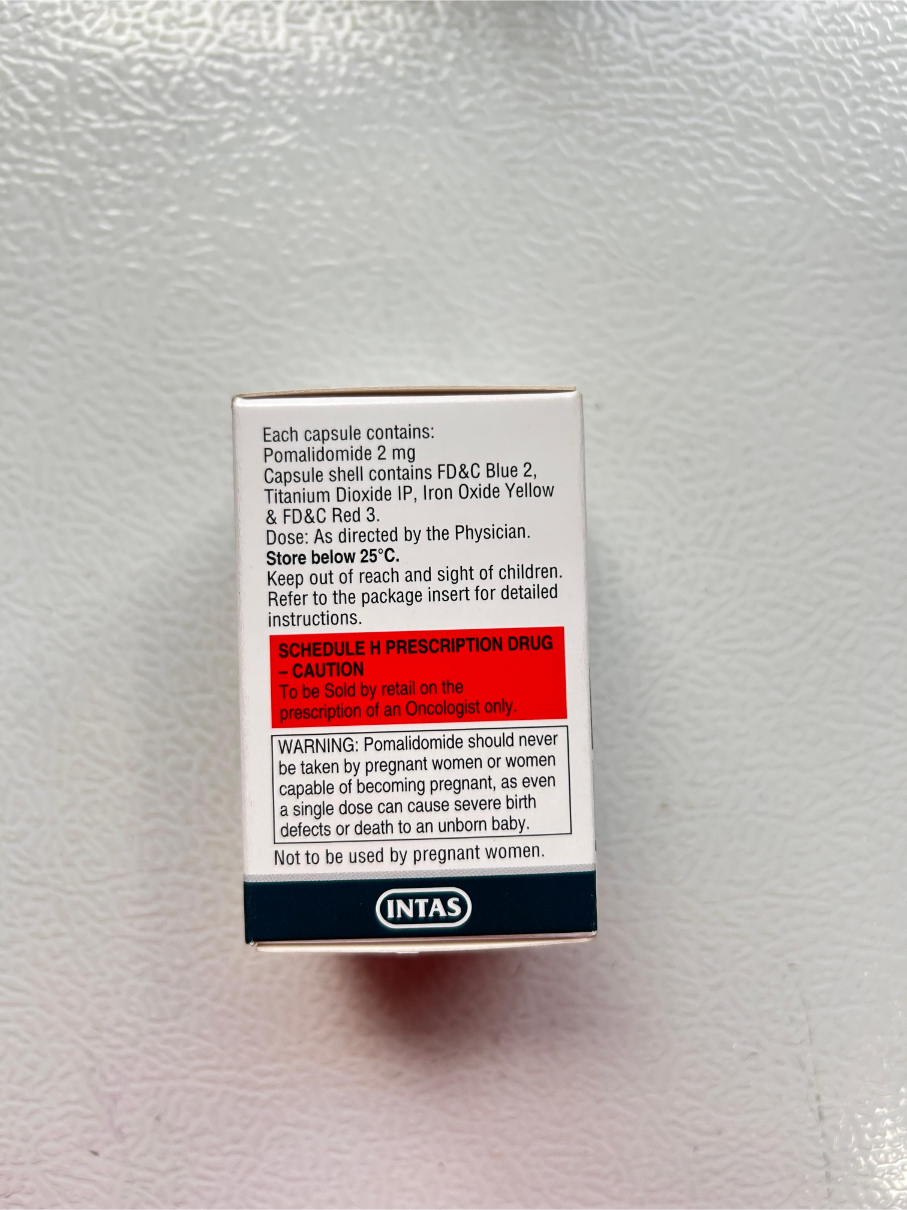 Each capsule contains:
Pomalidomide 2 mg
Capsule shell contains FD&C Blue 2,
Titanium Dioxide IP, Iron Oxide Yellow
& FD&C Red 3.
Dose: As directed by the Physician.
Store below 25°C.
Keep out of reach and sight of children.
Refer to the package insert for detailed
instructions.
SCHEDULE H PRESCRIPTION DRUG
– CAUTION
To be Sold by retail on the
prescription of an Oncologist only.
WARNING: Pomalidomide should never
be taken by pregnant women or women
capable of becoming pregnant, as even
a single dose can cause severe birth
defects or death to an unborn baby.
Not to be used by pregnant women.
INTAS